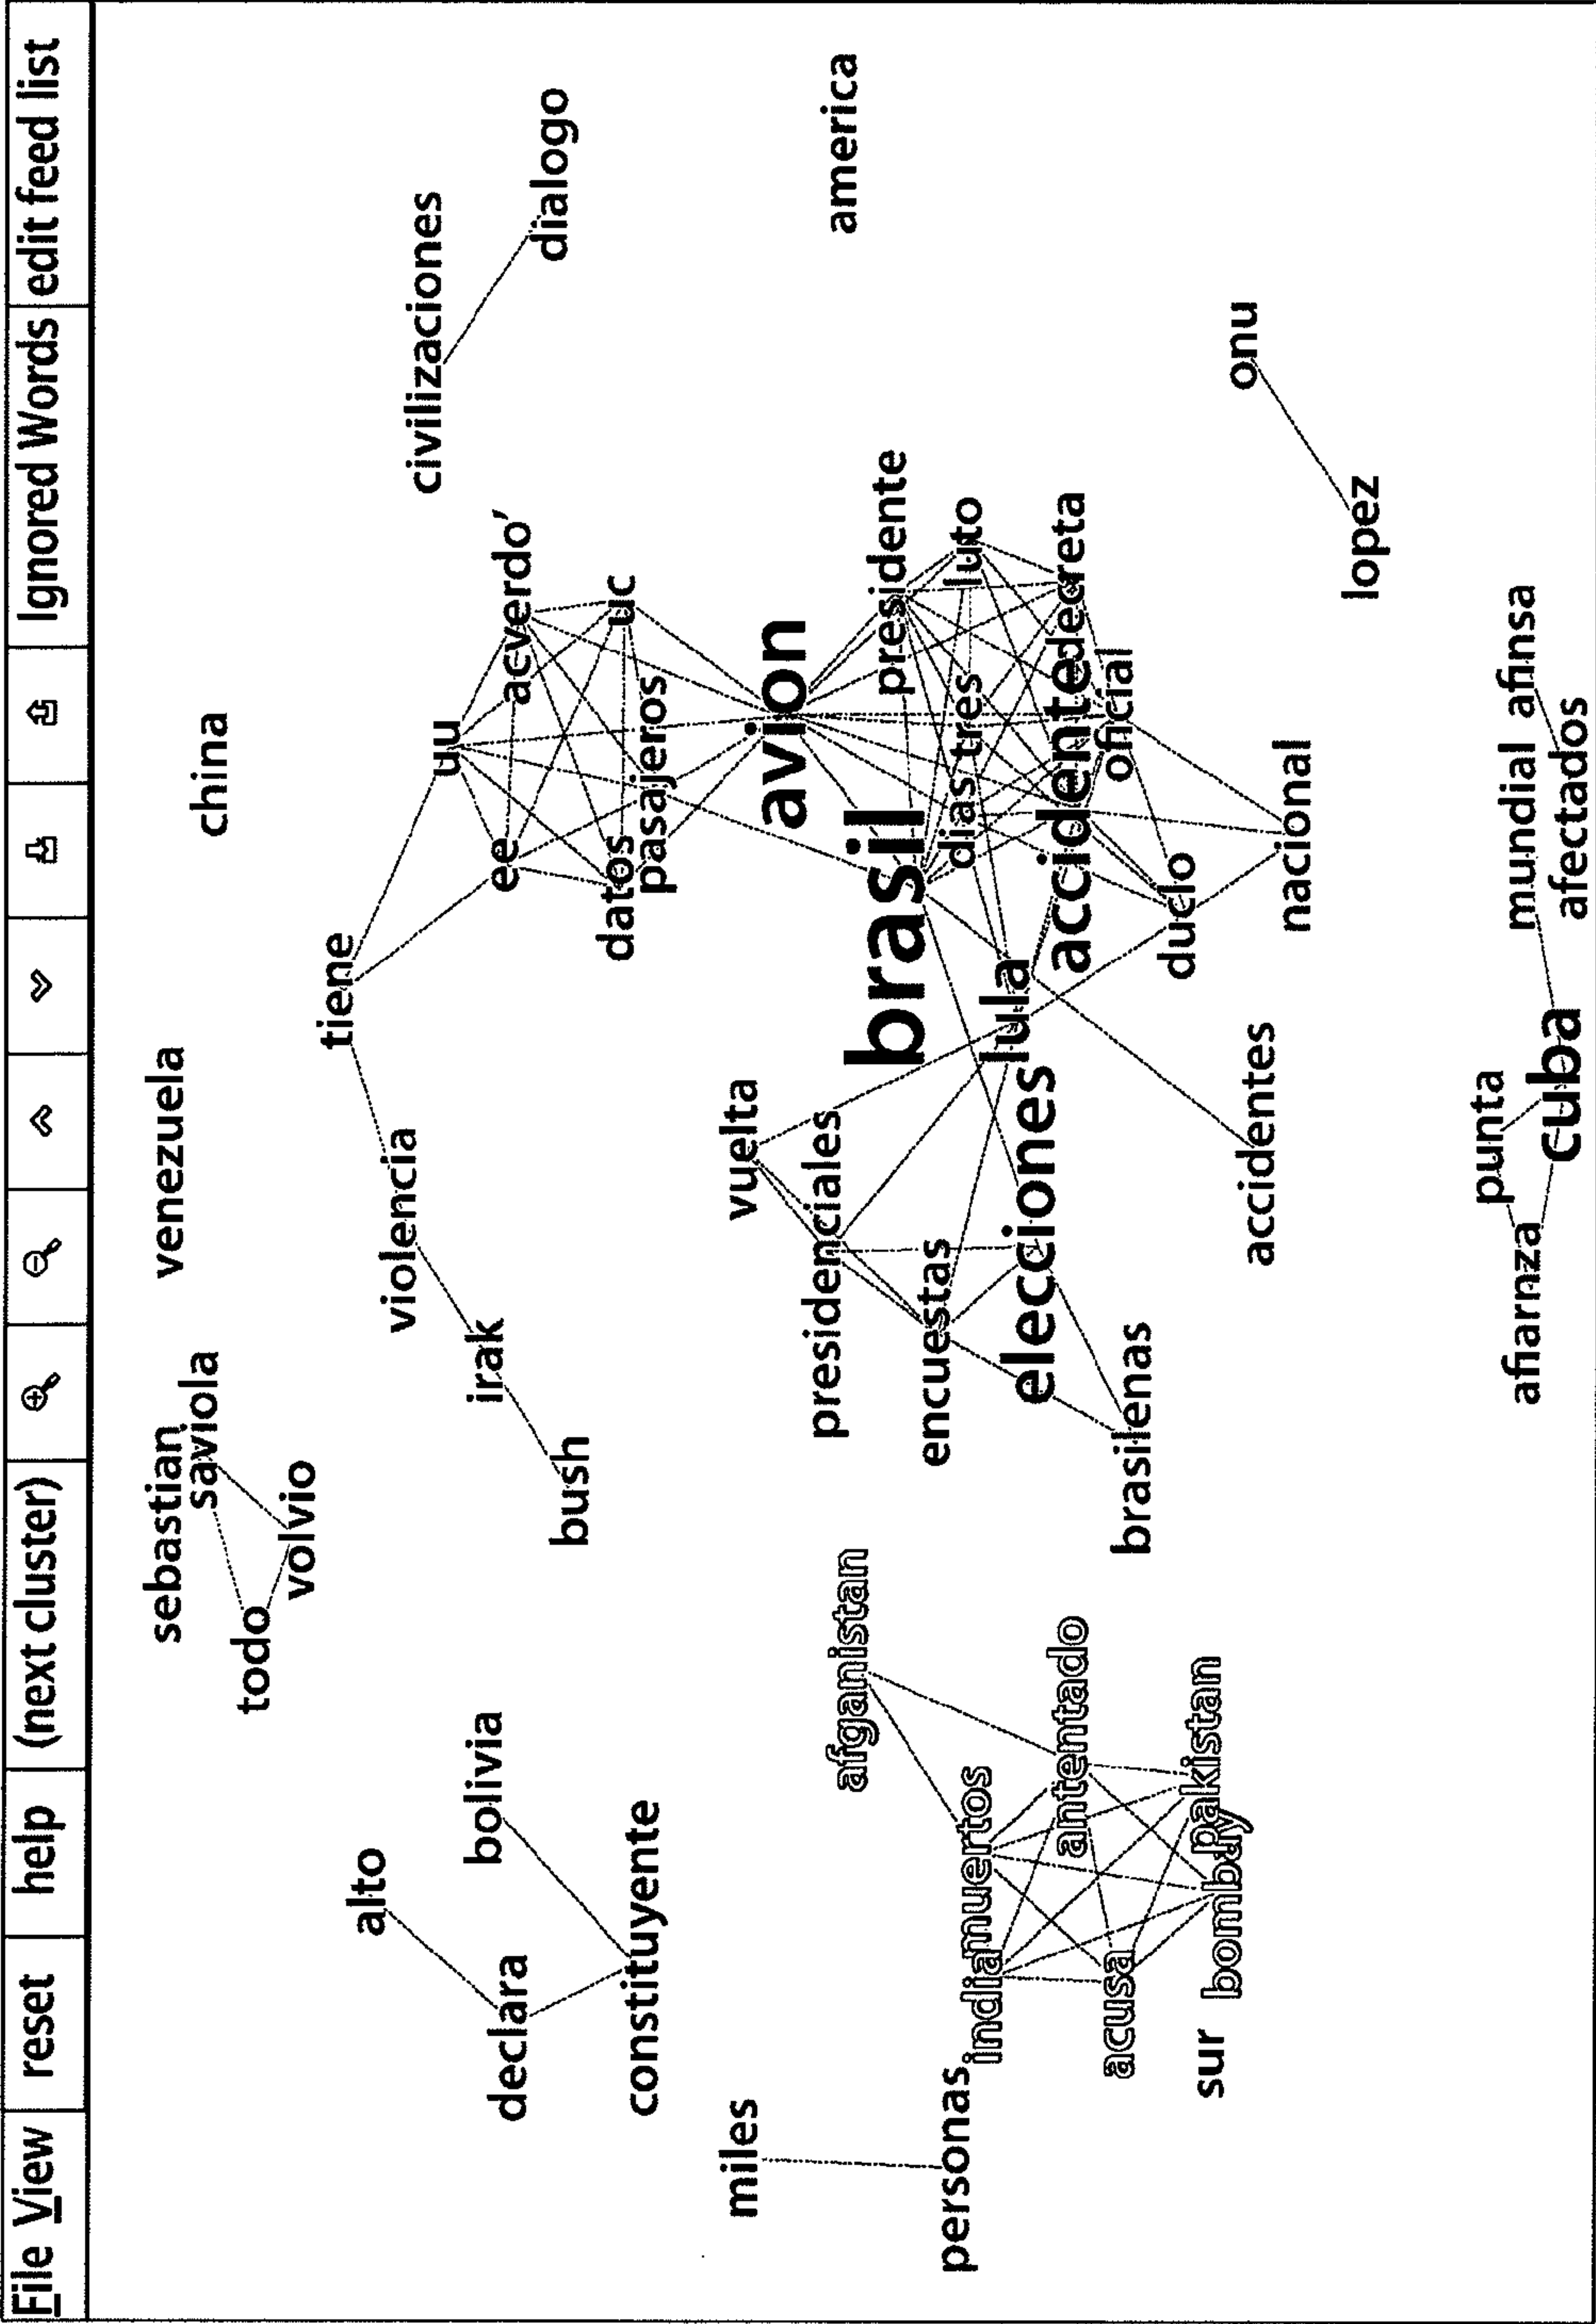 File View reset help (next cluster) Ignored Words edit feed list
sebastian
saviola
venezuela
china
todo
volvio
alto
tiene
violencia
civilizaciones
uu
bolivia
irak
declara
ee
acverdo'
dialogo
bush
constituyente
datos
uc
pasajeros
miles
vuelta
avion
presidenciales
america
afganistan
brasil
presidente
encuestas
personas
india
muertos
dias
tres
luto
lula
elecciones
antentado
accidente
decreta
acusa
oficial
brasilenas
duclo
sur
bombay
pakistan
accidentes
onu
nacional
lopez
punta
afiarnza
mundial
afinsa
cuba
afectados